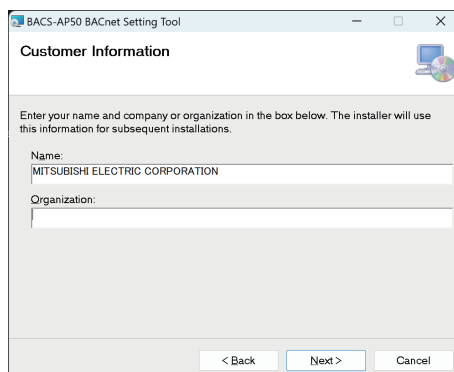 BACS-AP50 BACnet Setting Tool
Customer Information
Enter your name and company or organization in the box below. The installer will use
this information for subsequent installations.
Name:
MITSUBISHI ELECTRIC CORPORATION
Organization:
< Back
Next >
Cancel